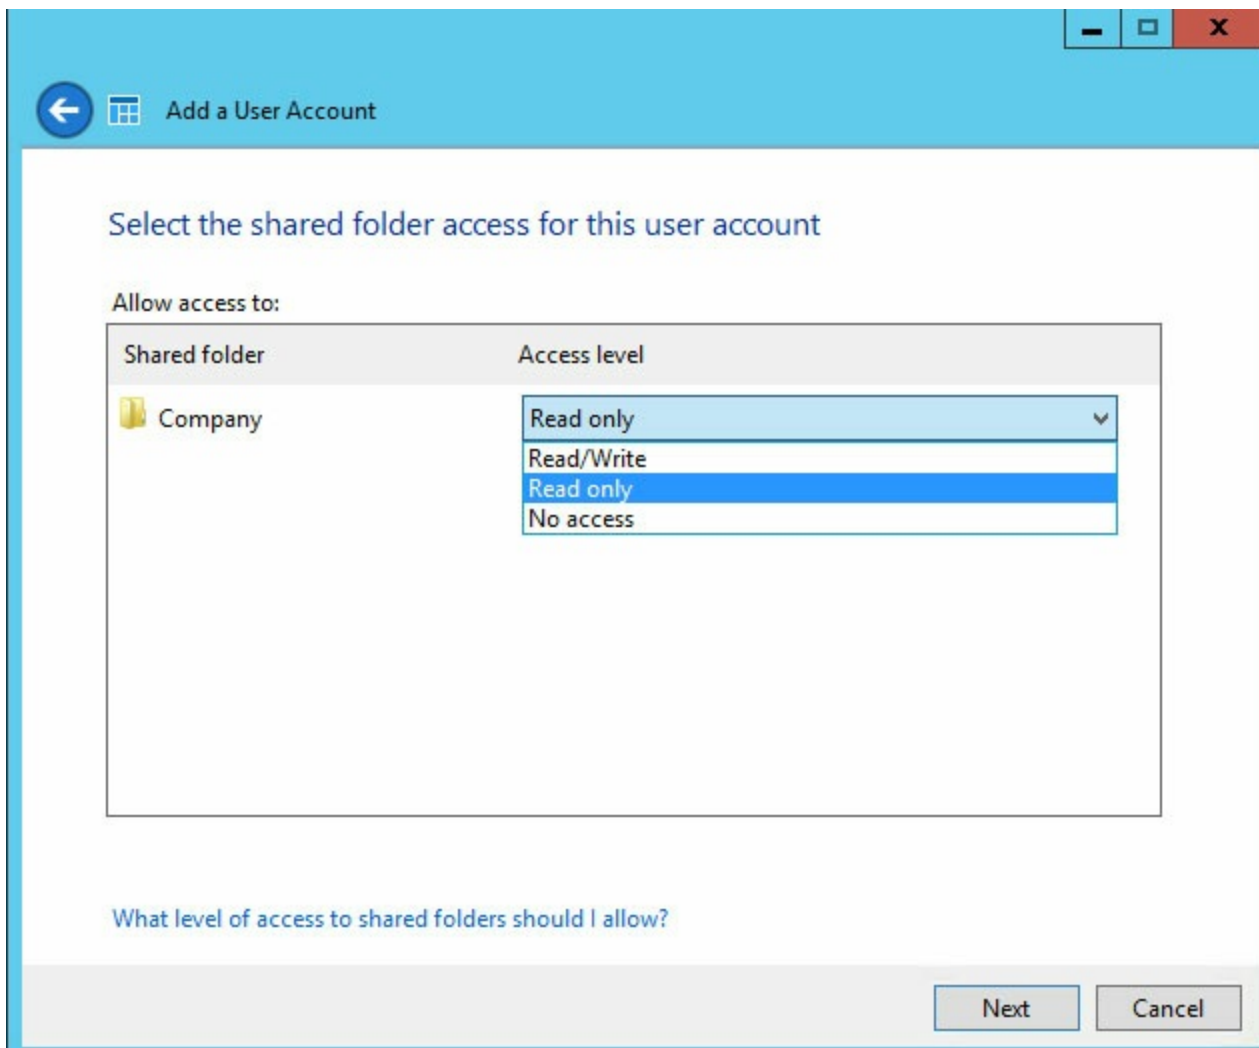 Add a User Account
Select the shared folder access for this user account
Allow access to:
Shared folder Access level
Company Read only
Read/Write
Read only
No access
What level of access to shared folders should I allow?
Next Cancel